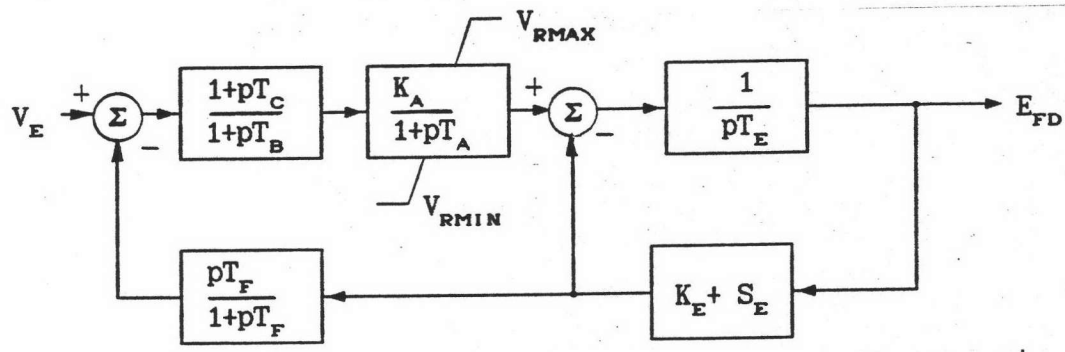 V_RMAX
+
V_E
Σ
−
1+pT_C
1+pT_B
K_A
1+pT_A
+
Σ
−
1
pT_E
E_FD
V_RMIN
pT_F
1+pT_F
K_E + S_E